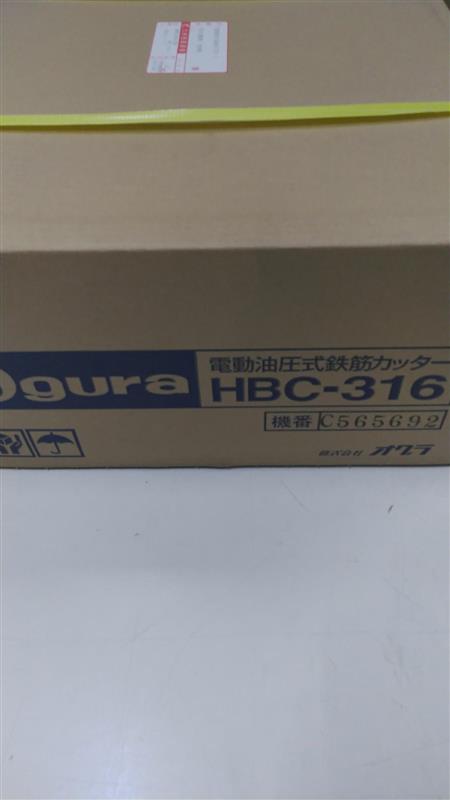 Ogura
電動油圧式鉄筋カッター
HBC-316
機番 C565692
株式会社 オグラ